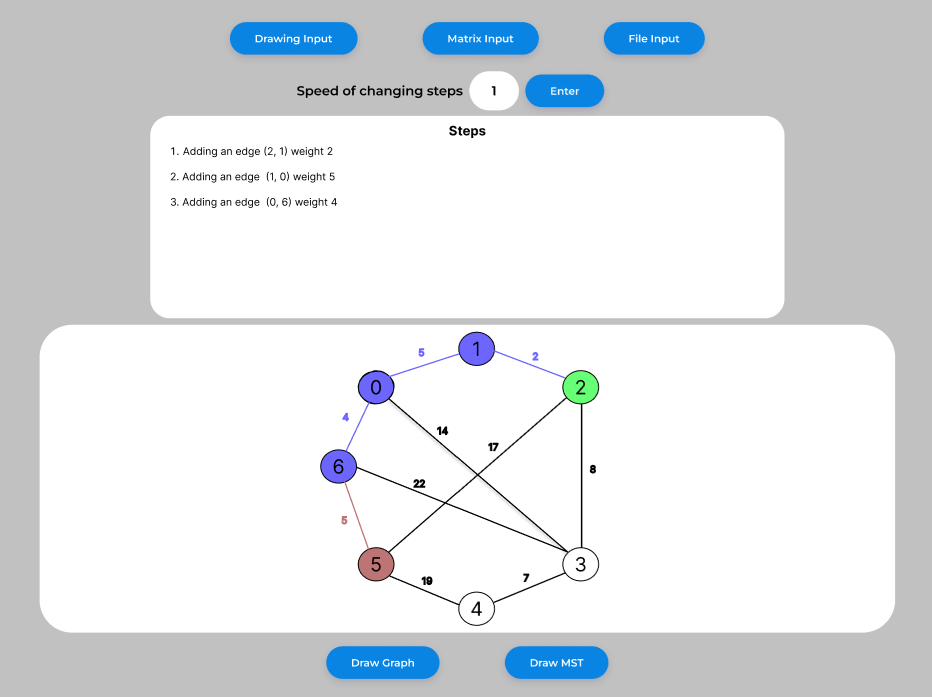 Drawing Input
Matrix Input
File Input
Speed of changing steps
1
Enter
Steps
1. Adding an edge (2, 1) weight 2
2. Adding an edge  (1, 0) weight 5
3. Adding an edge  (0, 6) weight 4
1
5
2
0
2
4
14
17
6
22
8
5
5
3
19
7
4
Draw Graph
Draw MST